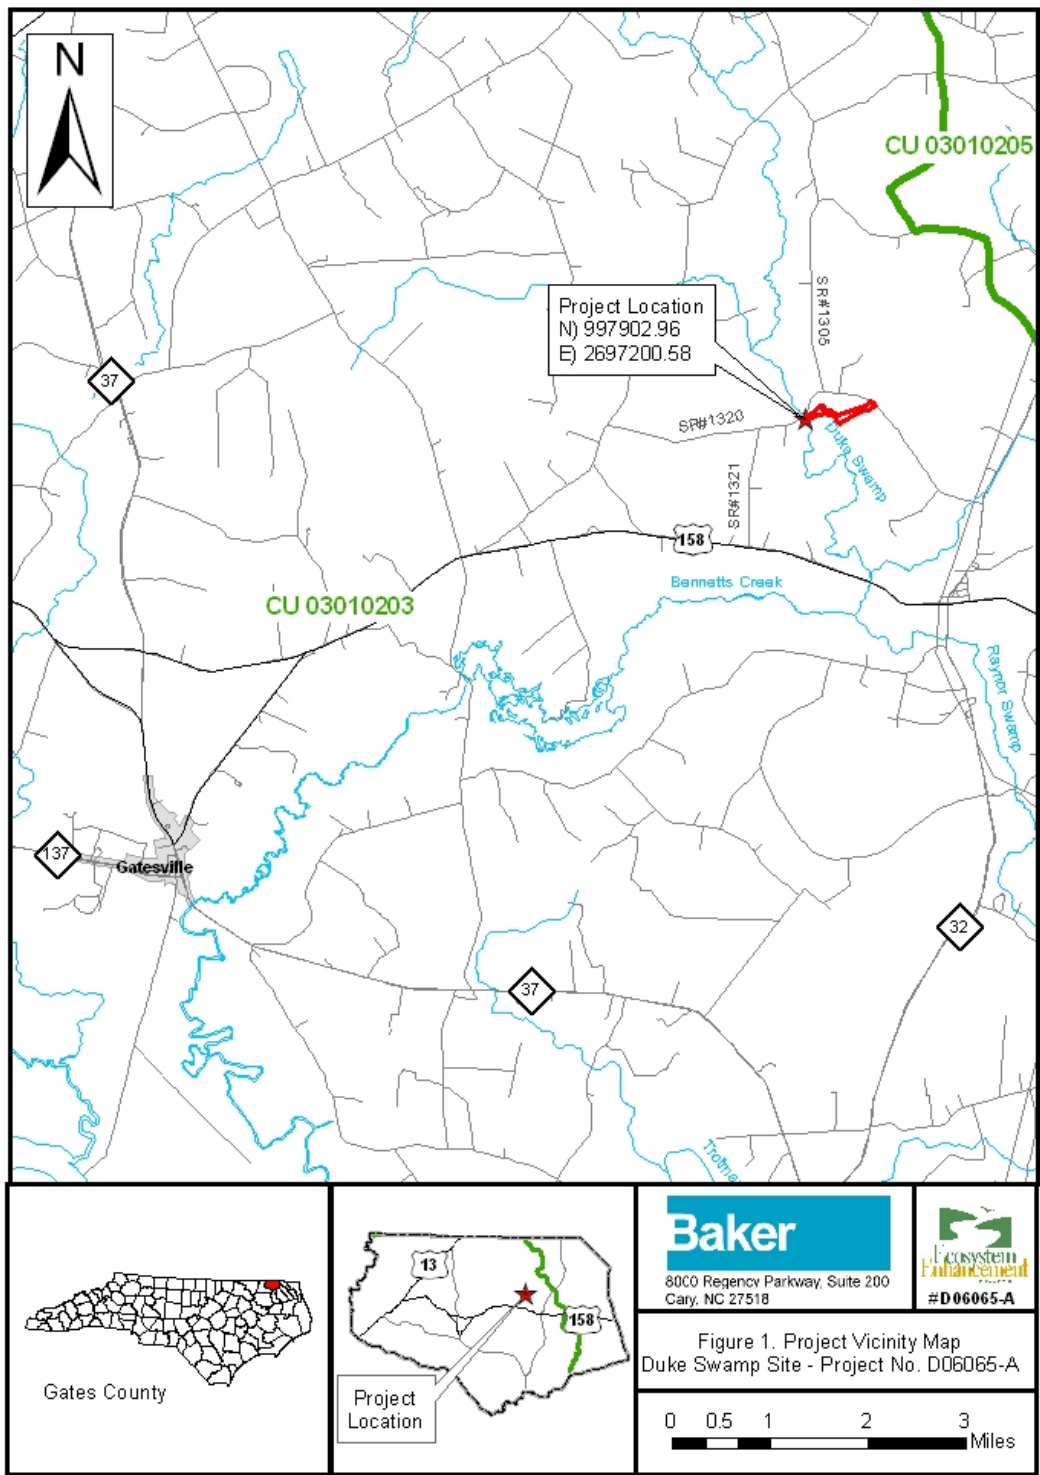 N
CU 03010205
Project Location
N) 997902.96
E) 2697200.58
SR#1305
37
SR#1320
Duke Swamp
SR#1321
158
Bennetts Creek
CU 03010203
Raynor Swamp
137
Gatesville
32
37
Trotme
Gates County
13
158
Project
Location
Baker
8000 Regency Parkway, Suite 200
Cary, NC 27518
Ecosystem
Enhancement
#D06065-A
Figure 1. Project Vicinity Map
Duke Swamp Site - Project No. D06065-A
0 0.5 1 2 3
Miles